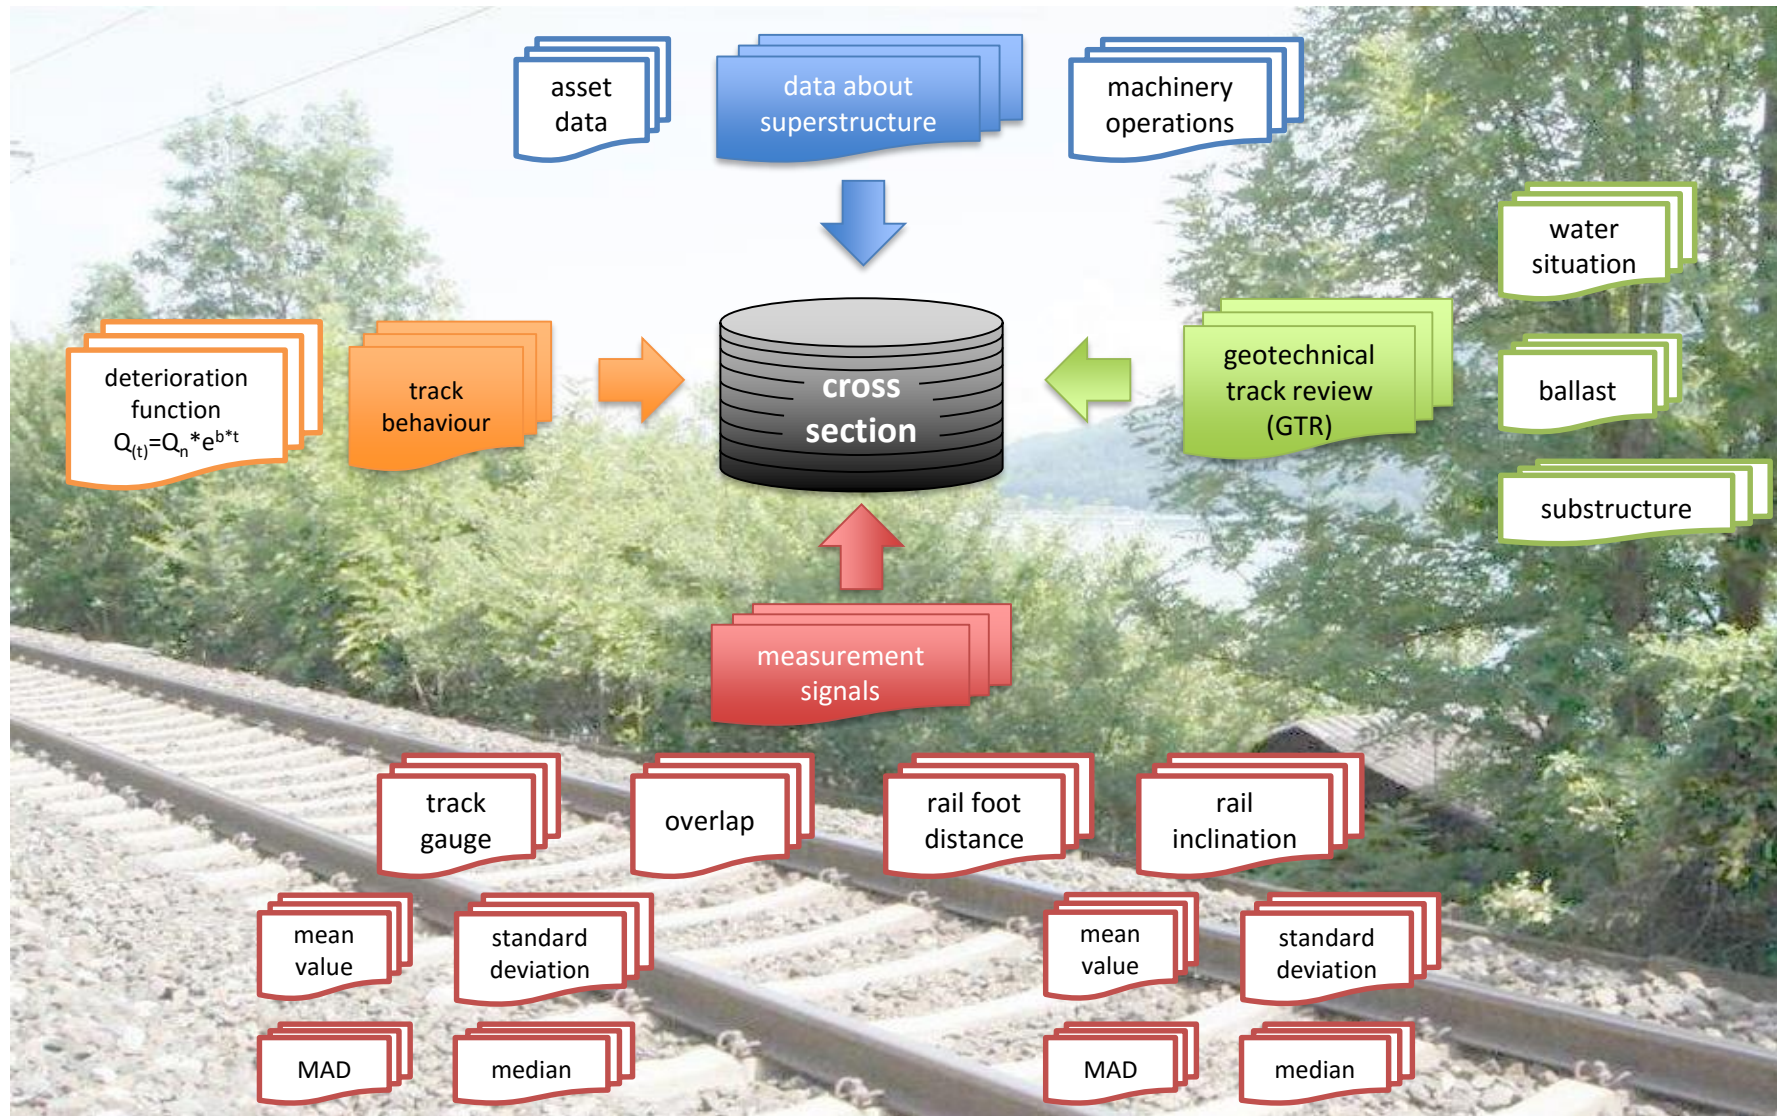 asset
data
data about
superstructure
machinery
operations
water
situation
deterioration
function
Q(t)=Qn*e^b*t
track
behaviour
cross
section
geotechnical
track review
(GTR)
ballast
substructure
measurement
signals
track
gauge
overlap
rail foot
distance
rail
inclination
mean
value
standard
deviation
mean
value
standard
deviation
MAD
median
MAD
median